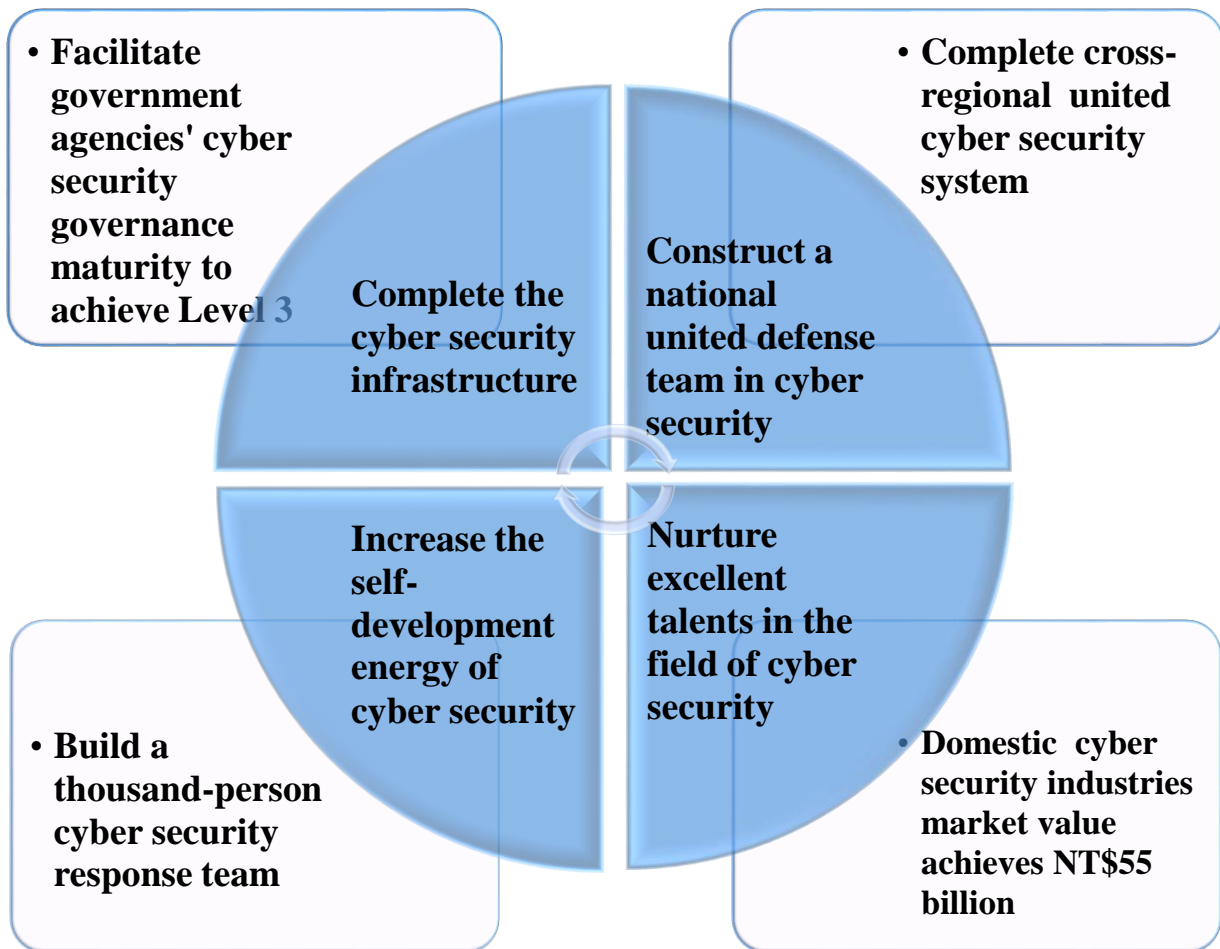 • Facilitate
government
agencies' cyber
security
governance
maturity to
achieve Level 3
• Complete cross-
regional united
cyber security
system
Complete the
cyber security
infrastructure
Construct a
national
united defense
team in cyber
security
Increase the
self-
development
energy of
cyber security
Nurture
excellent
talents in the
field of cyber
security
• Build a
thousand-person
cyber security
response team
• Domestic cyber
security industries
market value
achieves NT$55
billion